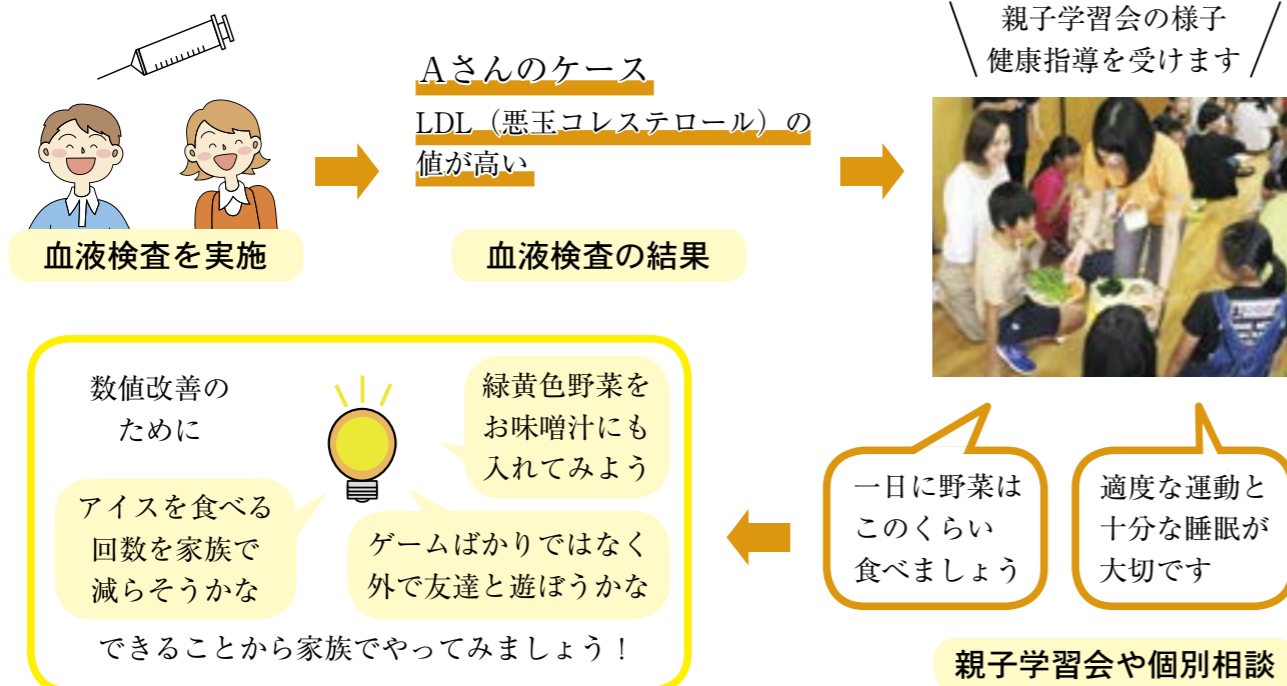 血液検査を実施
Aさんのケース
LDL（悪玉コレステロール）の
値が高い
血液検査の結果
親子学習会の様子
健康指導を受けます
一日に野菜は
このくらい
食べましょう
適度な運動と
十分な睡眠が
大切です
親子学習会や個別相談
数値改善の
ために
緑黄色野菜を
お味噌汁にも
入れてみよう
アイスを食べる
回数を家族で
減らそうかな
ゲームばかりではなく
外で友達と遊ぼうかな
できることから家族でやってみましょう！